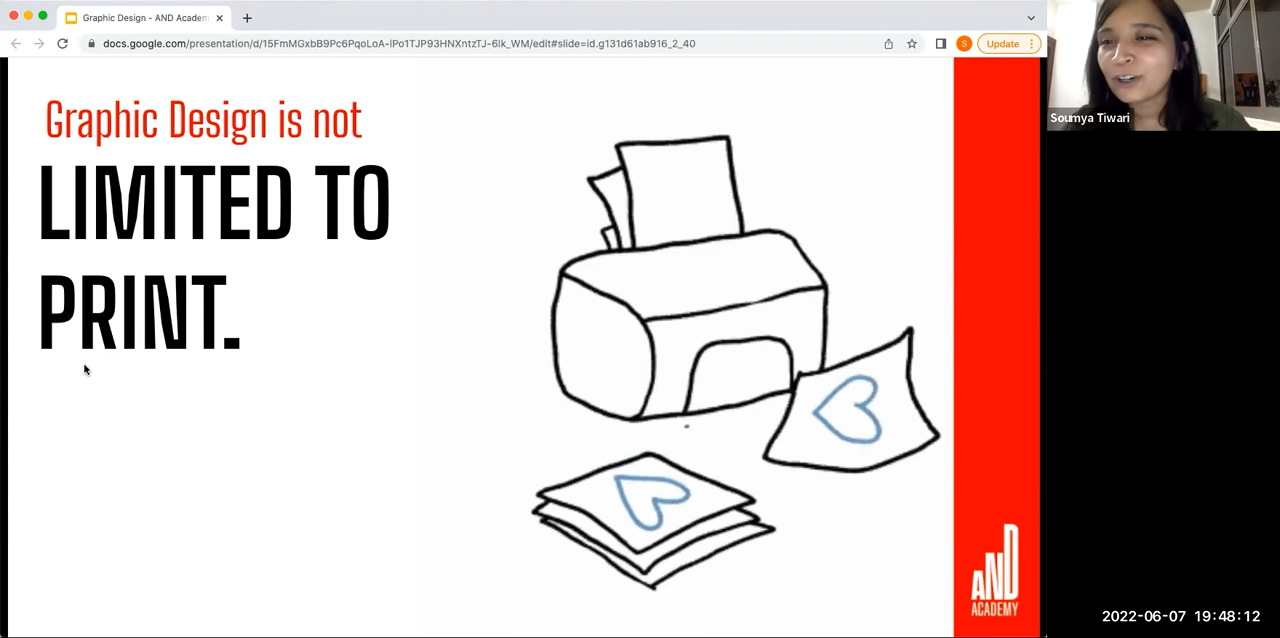 Graphic Design - AND Academ
docs.google.com/presentation/d/15FmMGxbB9Pc6PqoLoA-lPo1TJP93HNXntzTJ-6lk_WM/edit#slide=id.g131d61ab916_2_40
S
Update
Soumya Tiwari
Graphic Design is not
LIMITED TO
PRINT.
AND
ACADEMY
2022-06-07 19:48:12